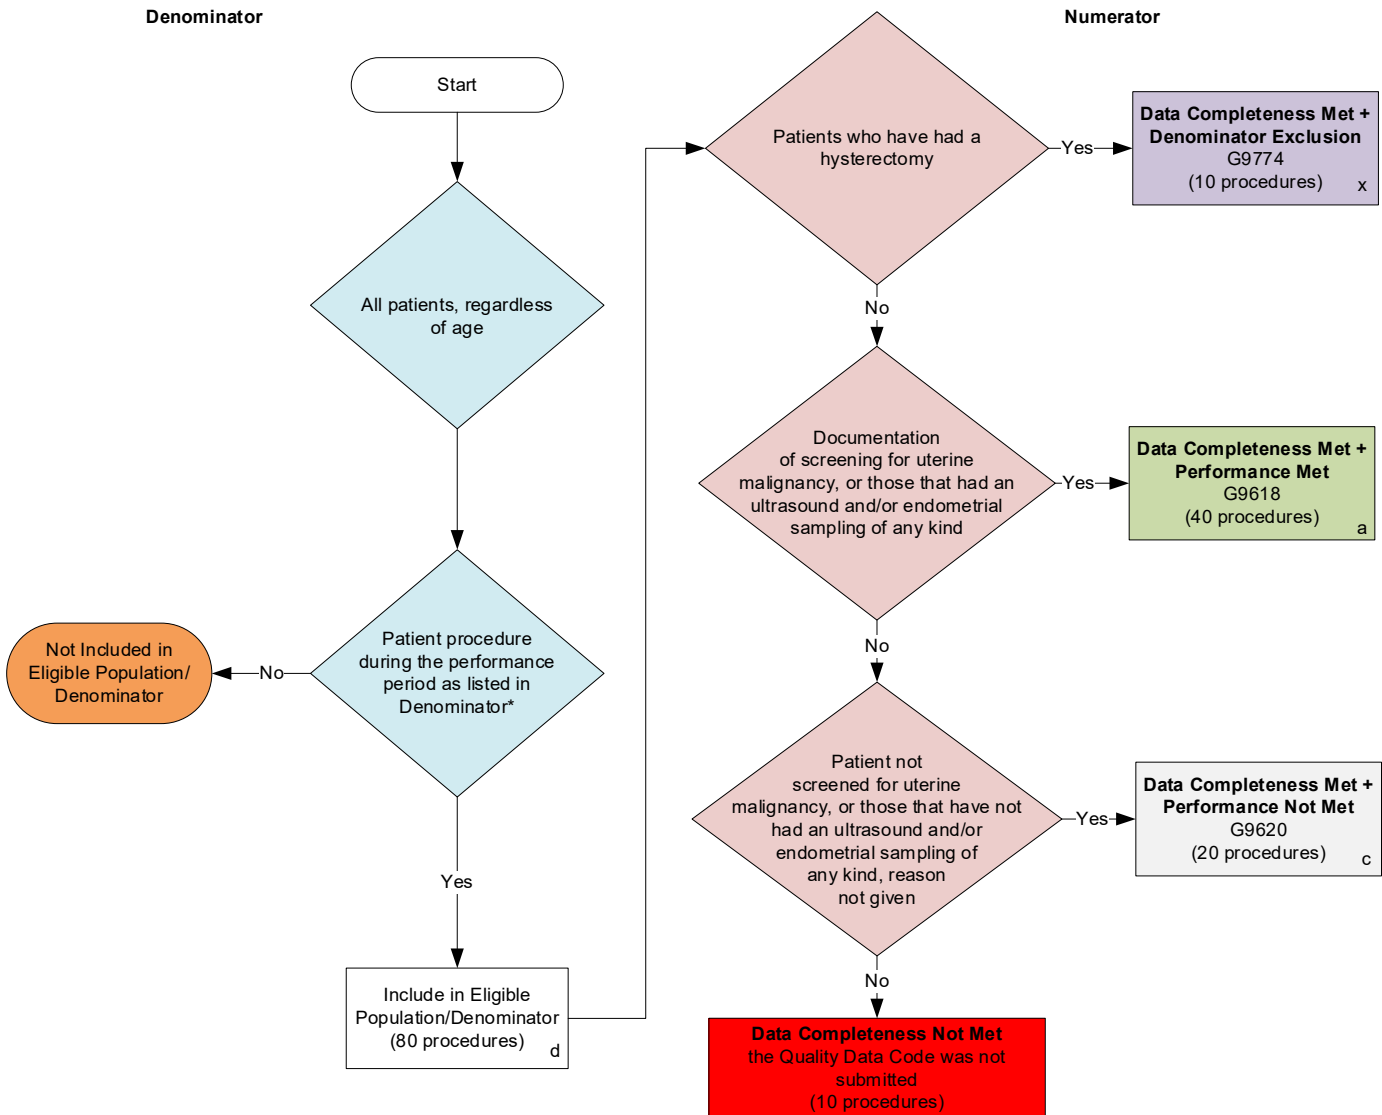 Denominator
Numerator
Start
All patients, regardless
of age
Patient procedure
during the performance
period as listed in
Denominator*
No
Not Included in
Eligible Population/
Denominator
Yes
Include in Eligible
Population/Denominator
(80 procedures)
d
Patients who have had a
hysterectomy
Yes
Data Completeness Met +
Denominator Exclusion
G9774
(10 procedures)
x
No
Documentation
of screening for uterine
malignancy, or those that had an
ultrasound and/or endometrial
sampling of any kind
Yes
Data Completeness Met +
Performance Met
G9618
(40 procedures)
a
No
Patient not
screened for uterine
malignancy, or those that have not
had an ultrasound and/or
endometrial sampling of
any kind, reason
not given
Yes
Data Completeness Met +
Performance Not Met
G9620
(20 procedures)
c
No
Data Completeness Not Met
the Quality Data Code was not
submitted
(10 procedures)